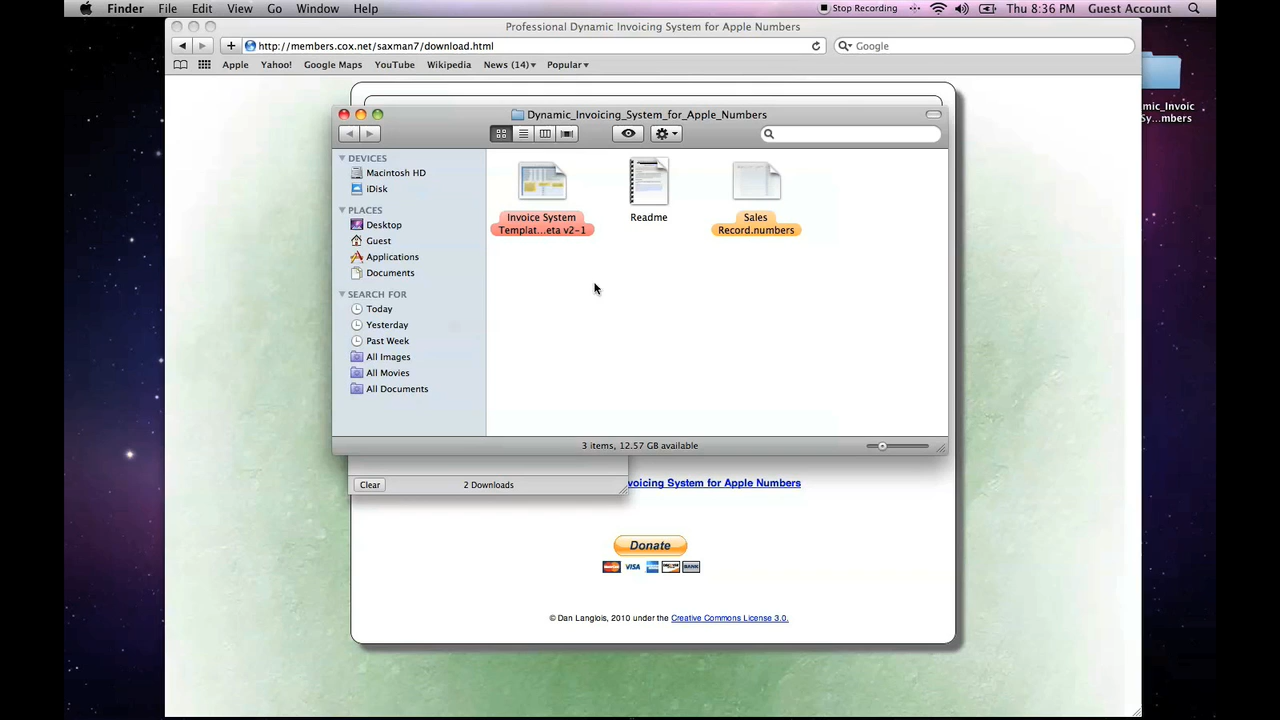 Finder File Edit View Go Window Help Stop Recording Thu 8:36 PM Guest Account
Professional Dynamic Invoicing System for Apple Numbers
http://members.cox.net/saxman7/download.html Google
Apple Yahoo! Google Maps YouTube Wikipedia News (14) Popular
Dynamic_Invoicing_System_for_Apple_Numbers
mic_Invoic
Sy...mbers
DEVICES
Macintosh HD
iDisk
PLACES
Desktop
Guest
Applications
Documents
SEARCH FOR
Today
Yesterday
Past Week
All Images
All Movies
All Documents
Invoice System
Templat...eta v2-1
Readme
Sales
Record.numbers
3 items, 12.57 GB available
Clear 2 Downloads
voicing System for Apple Numbers
Donate
VISA BANK
© Dan Langlois, 2010 under the Creative Commons License 3.0.